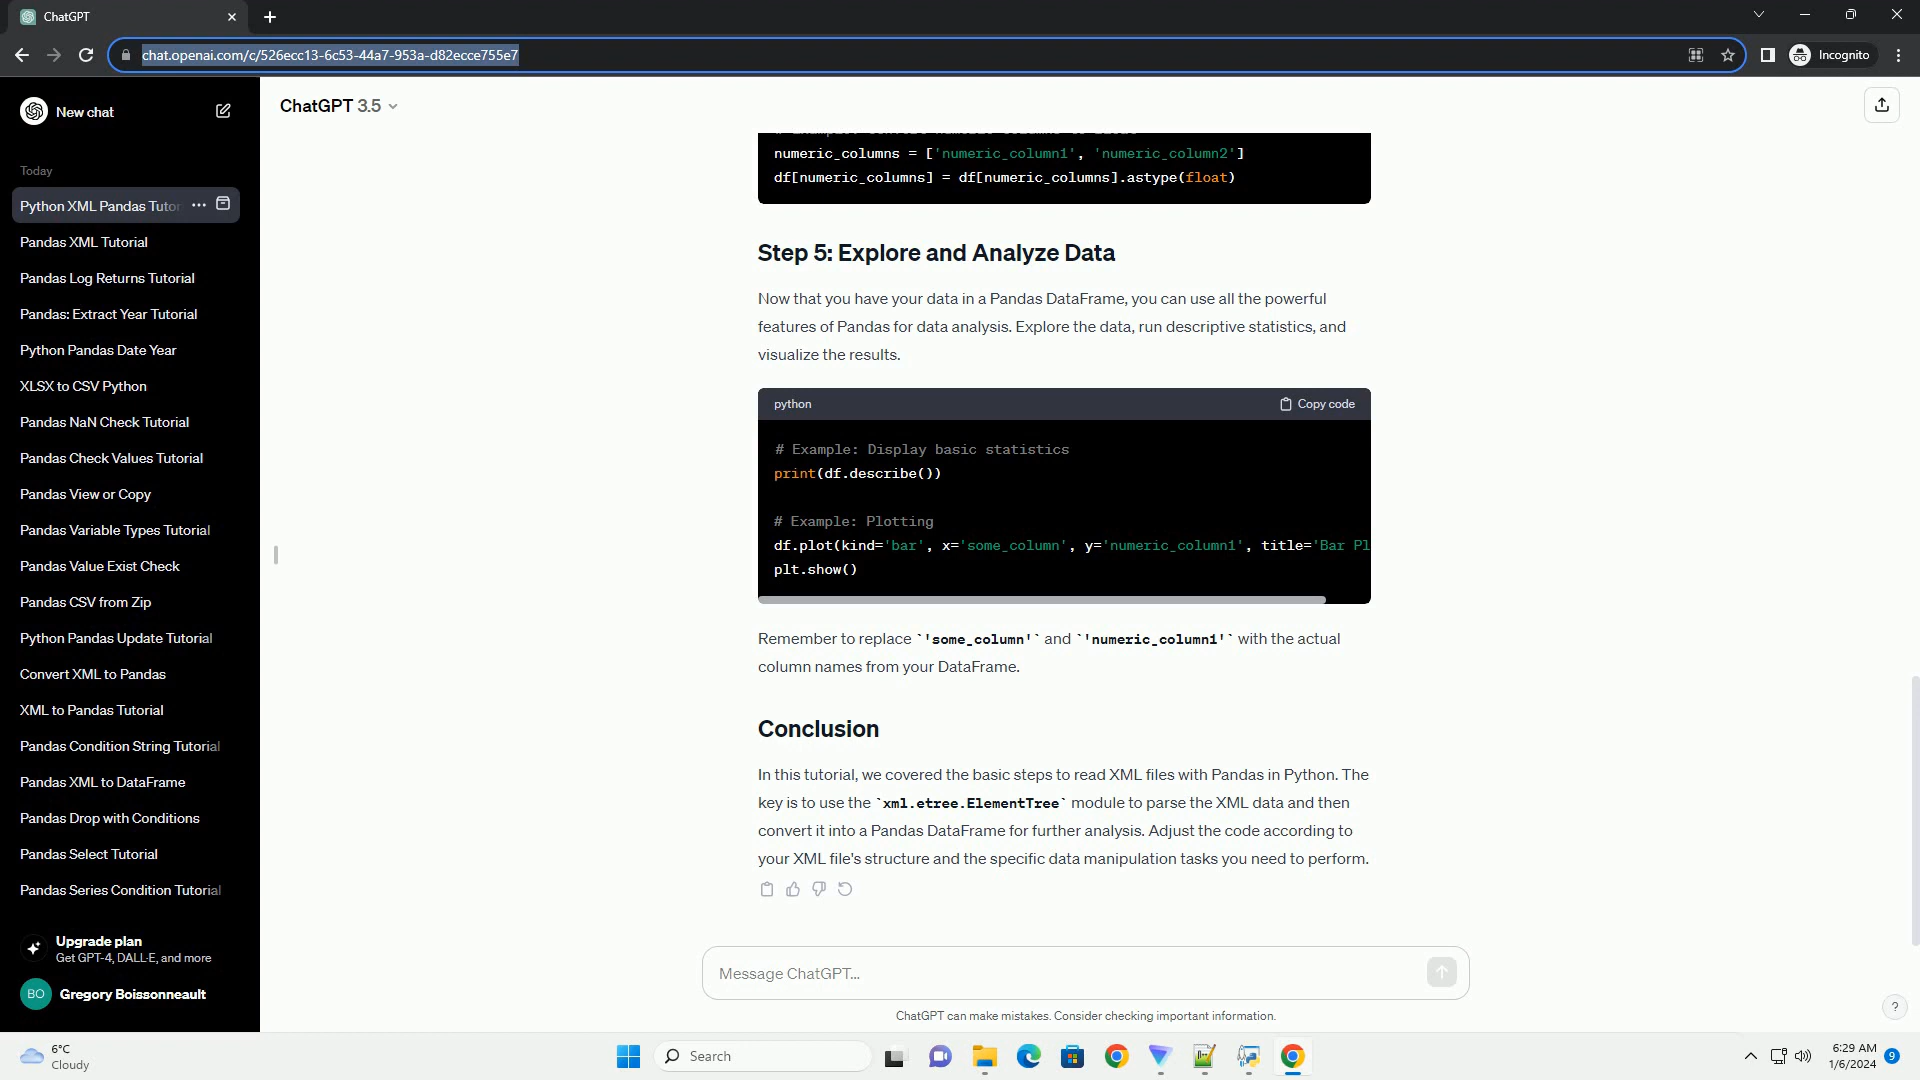 ChatGPT
chat.openai.com/c/526ecc13-6c53-44a7-953a-d82ecce755e7
Incognito
New chat
Today
Python XML Pandas Tutor
Pandas XML Tutorial
Pandas Log Returns Tutorial
Pandas: Extract Year Tutorial
Python Pandas Date Year
XLSX to CSV Python
Pandas NaN Check Tutorial
Pandas Check Values Tutorial
Pandas View or Copy
Pandas Variable Types Tutorial
Pandas Value Exist Check
Pandas CSV from Zip
Python Pandas Update Tutorial
Convert XML to Pandas
XML to Pandas Tutorial
Pandas Condition String Tutorial
Pandas XML to DataFrame
Pandas Drop with Conditions
Pandas Select Tutorial
Pandas Series Condition Tutorial
Upgrade plan
Get GPT-4, DALL·E, and more
BO
Gregory Boissonneault
ChatGPT 3.5
numeric_columns = ['numeric_column1', 'numeric_column2']
df[numeric_columns] = df[numeric_columns].astype(float)
Step 5: Explore and Analyze Data
Now that you have your data in a Pandas DataFrame, you can use all the powerful
features of Pandas for data analysis. Explore the data, run descriptive statistics, and
visualize the results.
python
Copy code
# Example: Display basic statistics
print(df.describe())
# Example: Plotting
df.plot(kind='bar', x='some_column', y='numeric_column1', title='Bar Pl
plt.show()
Remember to replace `'some_column'` and `'numeric_column1'` with the actual
column names from your DataFrame.
Conclusion
In this tutorial, we covered the basic steps to read XML files with Pandas in Python. The
key is to use the `xml.etree.ElementTree` module to parse the XML data and then
convert it into a Pandas DataFrame for further analysis. Adjust the code according to
your XML file's structure and the specific data manipulation tasks you need to perform.
Message ChatGPT...
ChatGPT can make mistakes. Consider checking important information.
?
6°C
Cloudy
Search
6:29 AM
1/6/2024
9